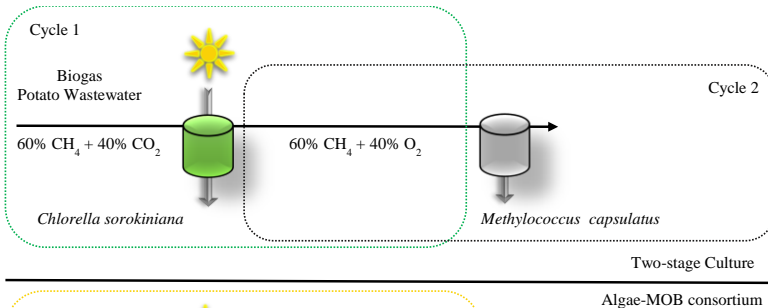 Cycle 1
Biogas
Potato Wastewater
Cycle 2
60% CH₄ + 40% CO₂
60% CH₄ + 40% O₂
Chlorella sorokiniana
Methylococcus capsulatus
Two-stage Culture
Algae-MOB consortium